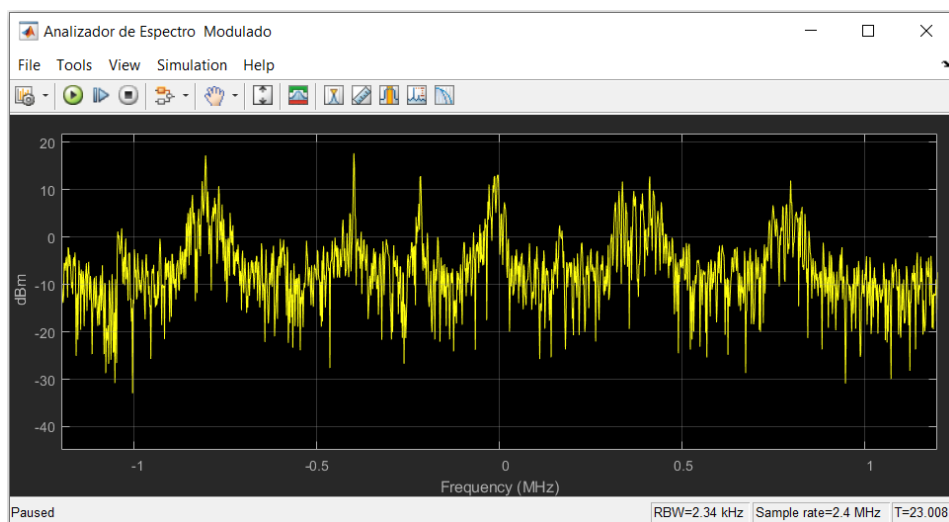 Analizador de Espectro Modulado
File Tools View Simulation Help
20
10
0
-10
-20
-30
-40
dBm
-1 -0.5 0 0.5 1
Frequency (MHz)
Paused RBW=2.34 kHz Sample rate=2.4 MHz T=23.008